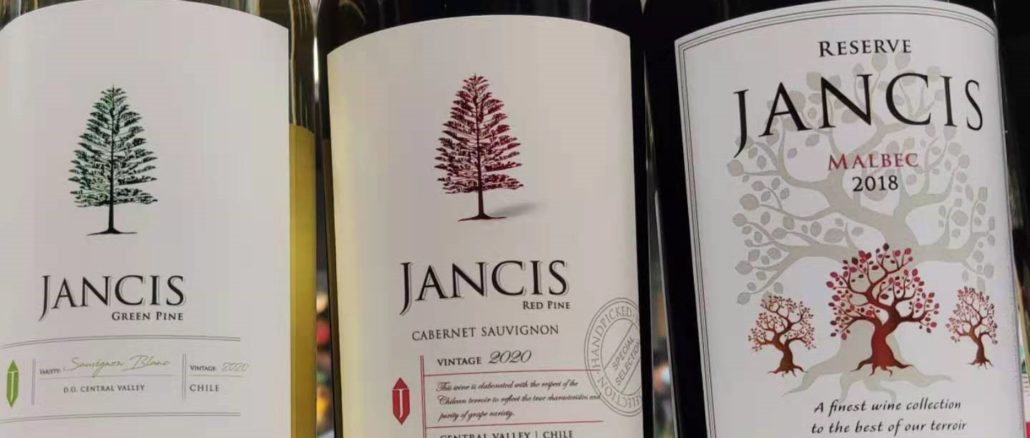 JANCIS
GREEN PINE
VARIETY: Sauvignon Blanc
D.O. CENTRAL VALLEY
VINTAGE: 2020
CHILE
JANCIS
RED PINE
CABERNET SAUVIGNON
VINTAGE 2020
This wine is elaborated with the respect of the
Chilean terroir to reflect the true characteristics and
purity of grape variety.
CENTRAL VALLEY | CHILE
HANDPICKED
SPECIAL
SELECTION
RESERVE
JANCIS
MALBEC
2018
A finest wine collection
to the best of our terroir